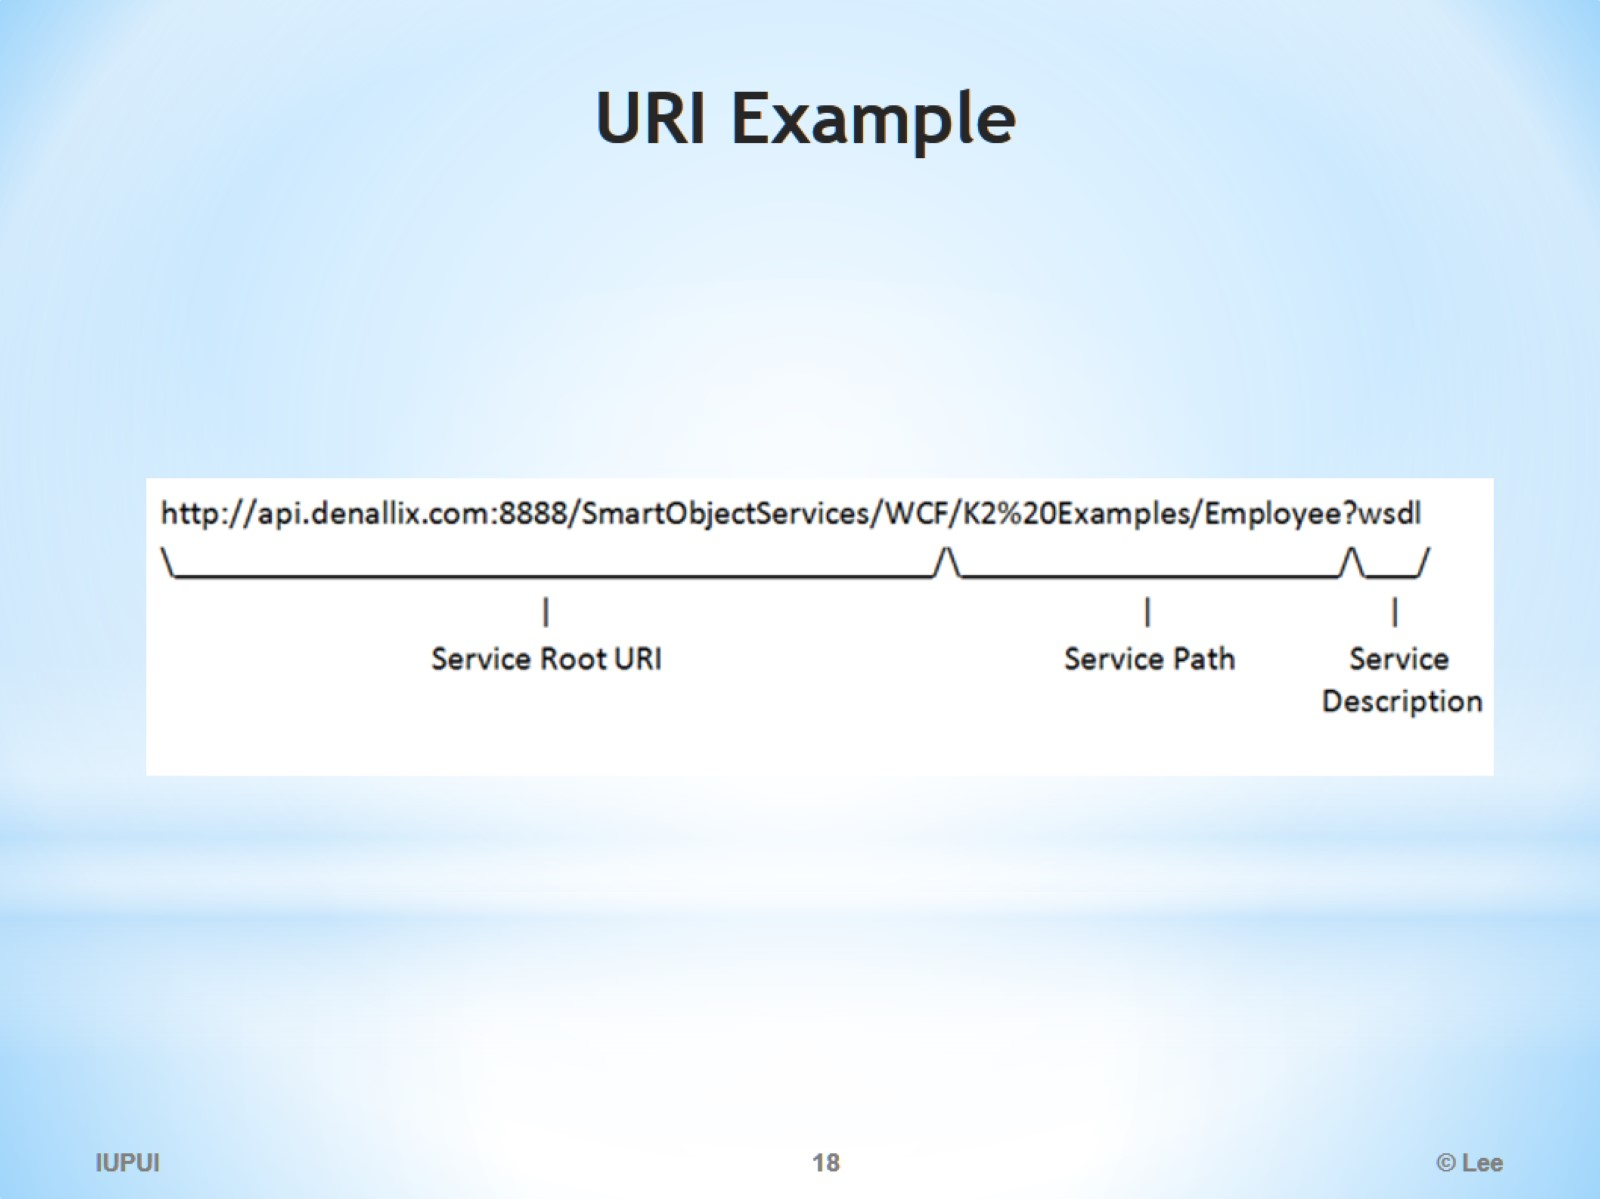 URI Example
http://api.denallix.com:8888/SmartObjectServices/WCF/K2%20Examples/Employee?wsdl
Service Root URI
Service Path
Service
Description
IUPUI
18
© Lee